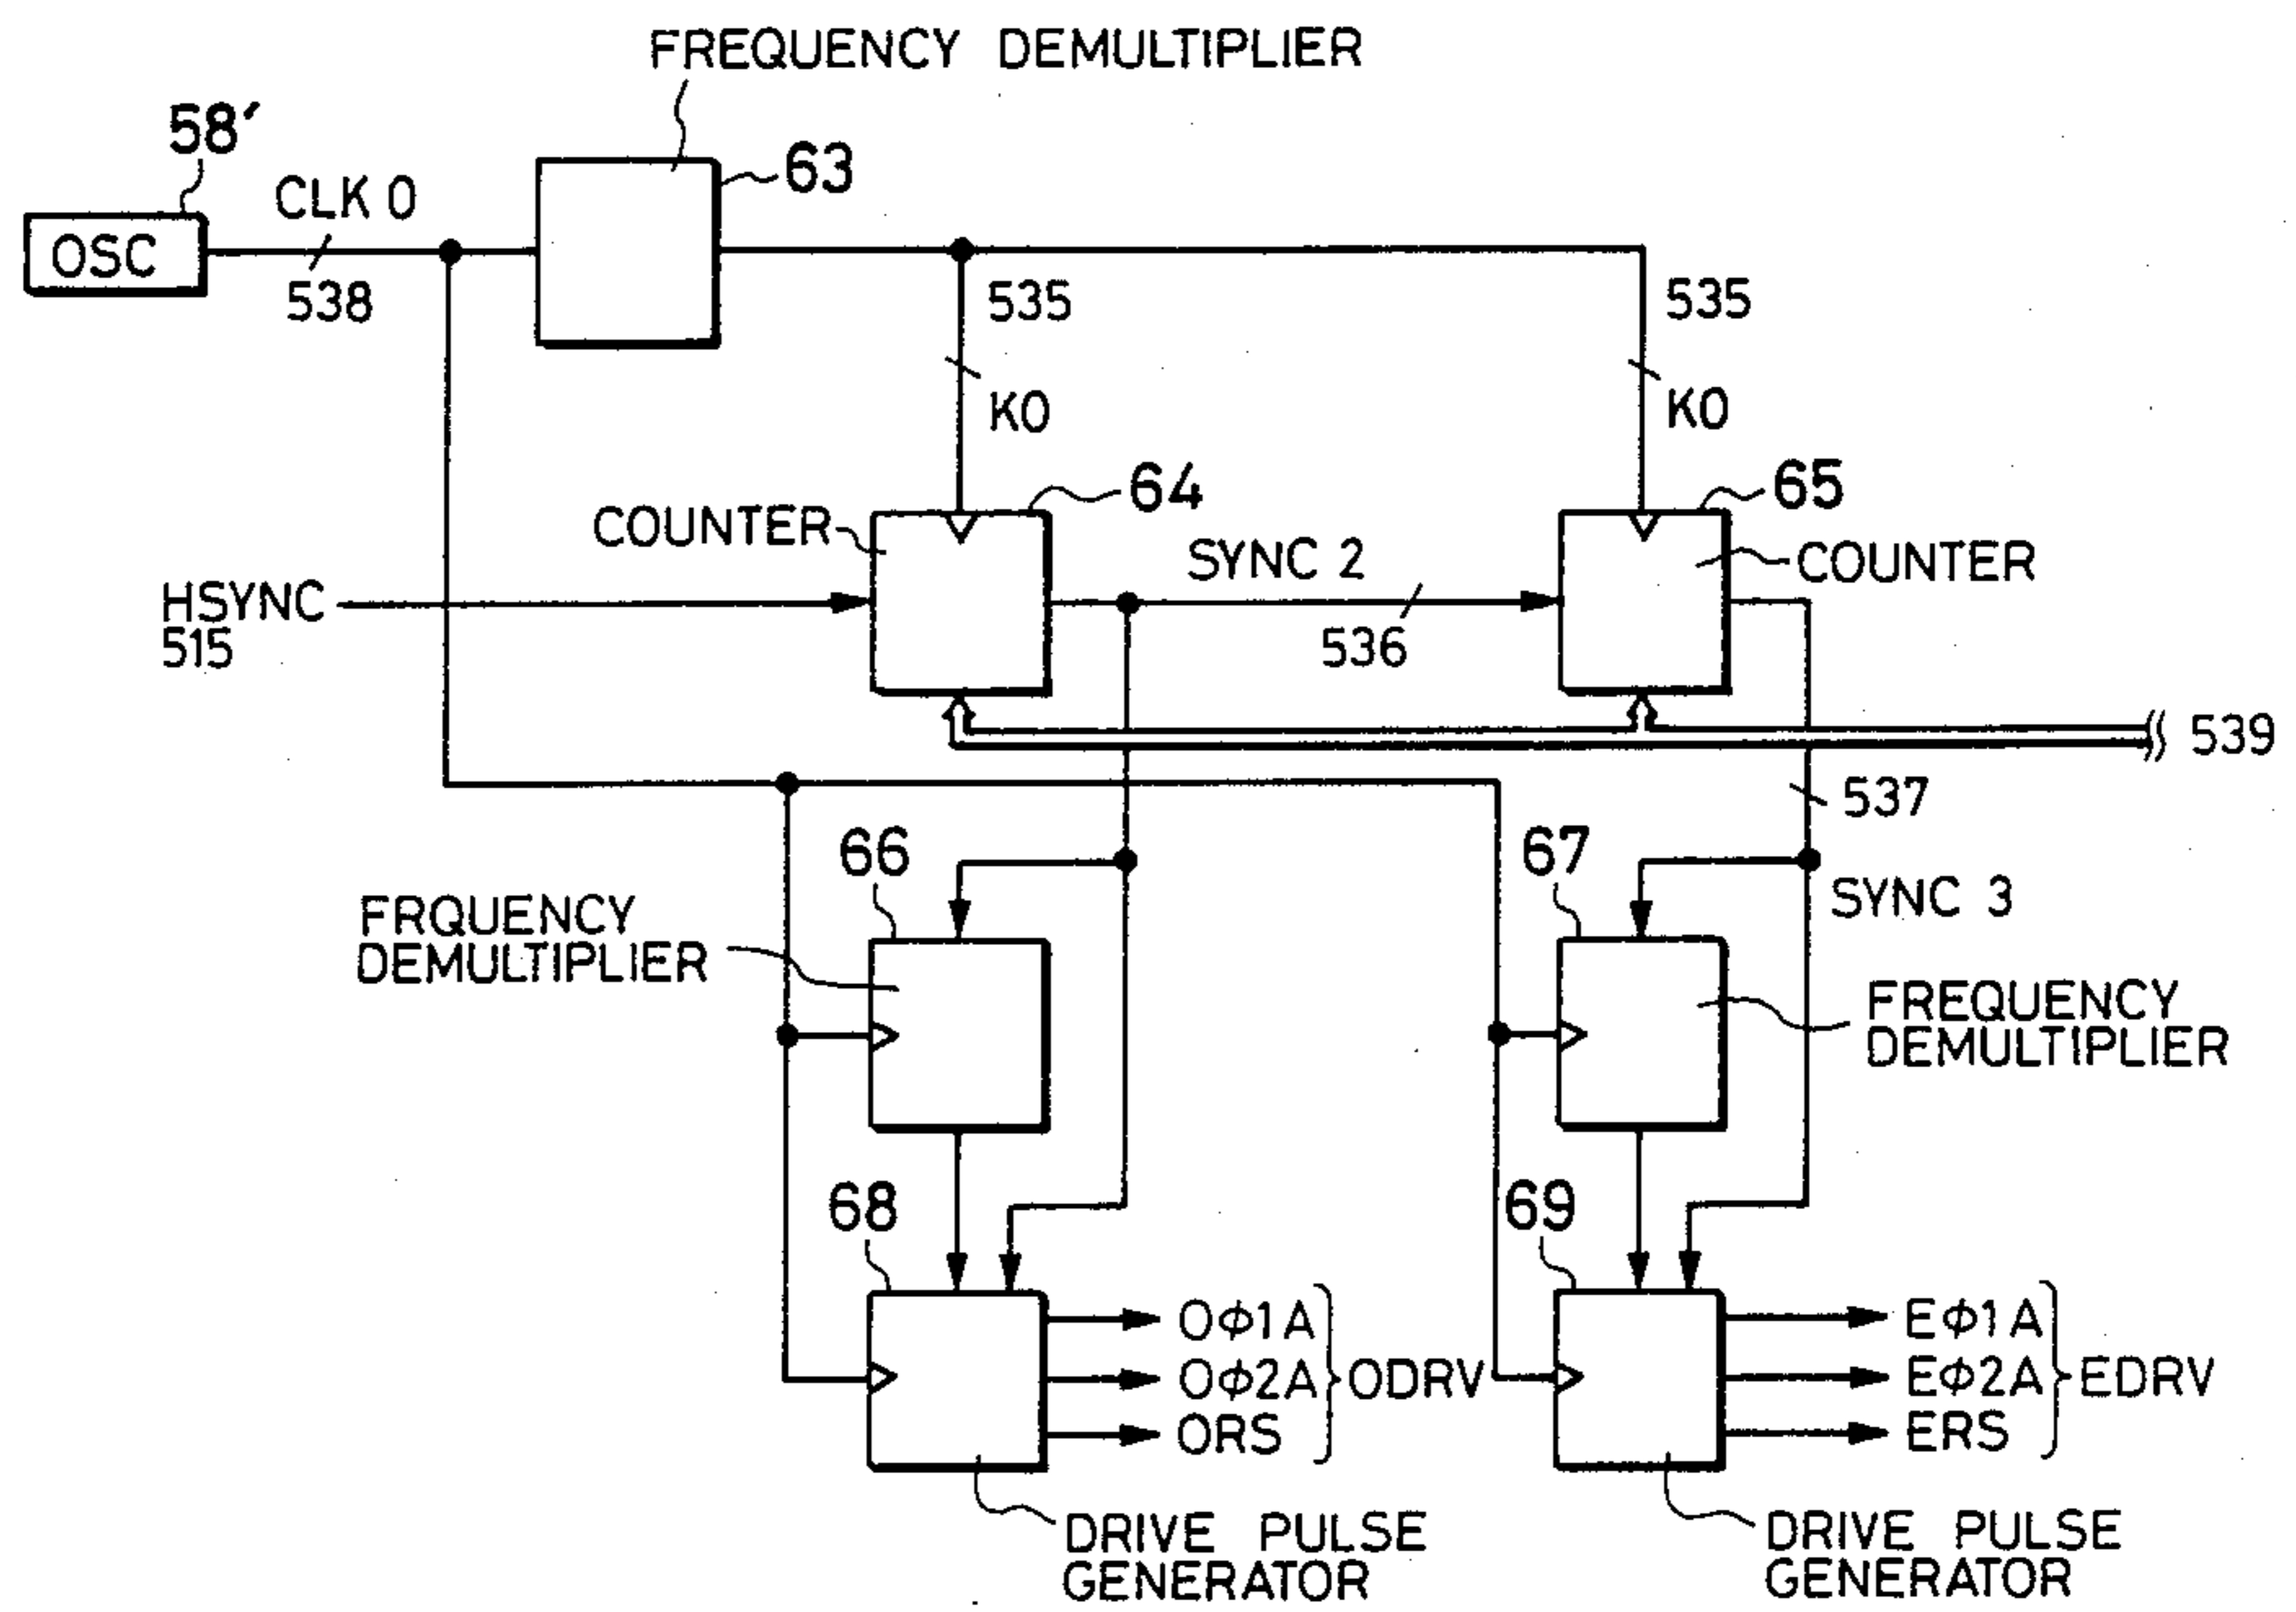 FREQUENCY DEMULTIPLIER
58′
63
CLK 0
OSC
538
535
535
K0
K0
64
65
COUNTER
SYNC 2
COUNTER
HSYNC
515
536
539
537
66
67
SYNC 3
FRQUENCY
DEMULTIPLIER
FREQUENCY
DEMULTIPLIER
68
69
Oϕ1A
Oϕ2A
ODRV
ORS
Eϕ1A
Eϕ2A
EDRV
ERS
DRIVE PULSE
GENERATOR
DRIVE PULSE
GENERATOR